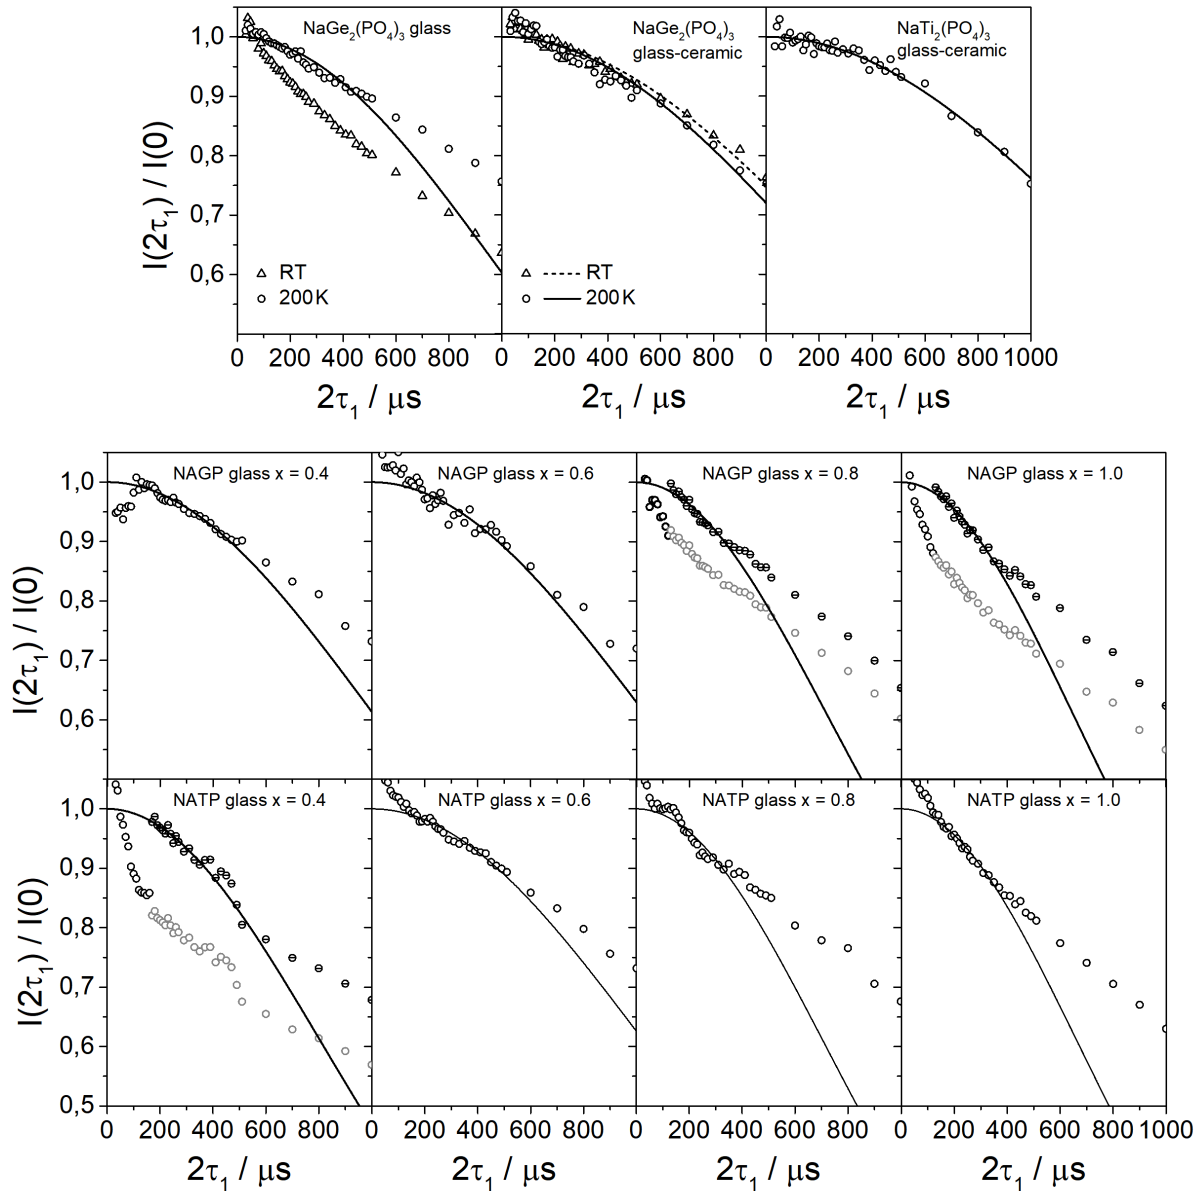 NaGe₂(PO₄)₃ glass
NaGe₂(PO₄)₃
glass-ceramic
NaTi₂(PO₄)₃
glass-ceramic
1,0
0,9
0,8
0,7
0,6
I(2τ₁) / I(0)
RT
200K
RT
200K
0 200 400 600 800 0 200 400 600 800 0 200 400 600 800 1000
2τ₁ / μs 2τ₁ / μs 2τ₁ / μs
NAGP glass x = 0.4
NAGP glass x = 0.6
NAGP glass x = 0.8
NAGP glass x = 1.0
1,0
0,9
0,8
0,7
0,6
I(2τ₁) / I(0)
NATP glass x = 0.4
NATP glass x = 0.6
NATP glass x = 0.8
NATP glass x = 1.0
1,0
0,9
0,8
0,7
0,6
0,5
I(2τ₁) / I(0)
0 200 400 600 800 0 200 400 600 800 0 200 400 600 800 0 200 400 600 800 1000
2τ₁ / μs 2τ₁ / μs 2τ₁ / μs 2τ₁ / μs